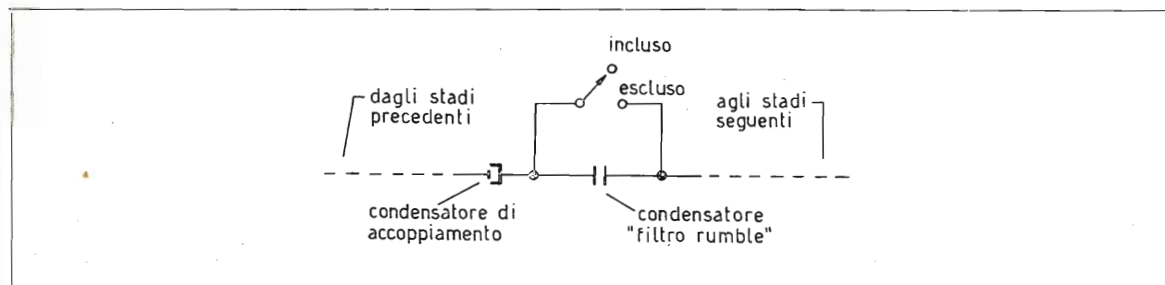 incluso
escluso
dagli stadi
precedenti
agli stadi
seguenti
condensatore di
accoppiamento
condensatore
"filtro rumble"